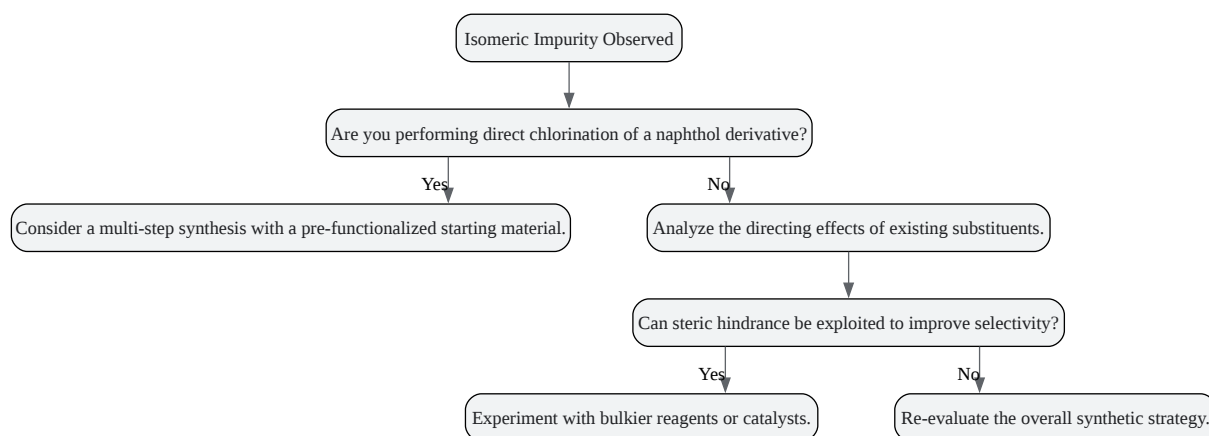 Isomeric Impurity Observed
Are you performing direct chlorination of a naphthol derivative?
Yes
No
Consider a multi-step synthesis with a pre-functionalized starting material.
Analyze the directing effects of existing substituents.
Can steric hindrance be exploited to improve selectivity?
Yes
No
Experiment with bulkier reagents or catalysts.
Re-evaluate the overall synthetic strategy.